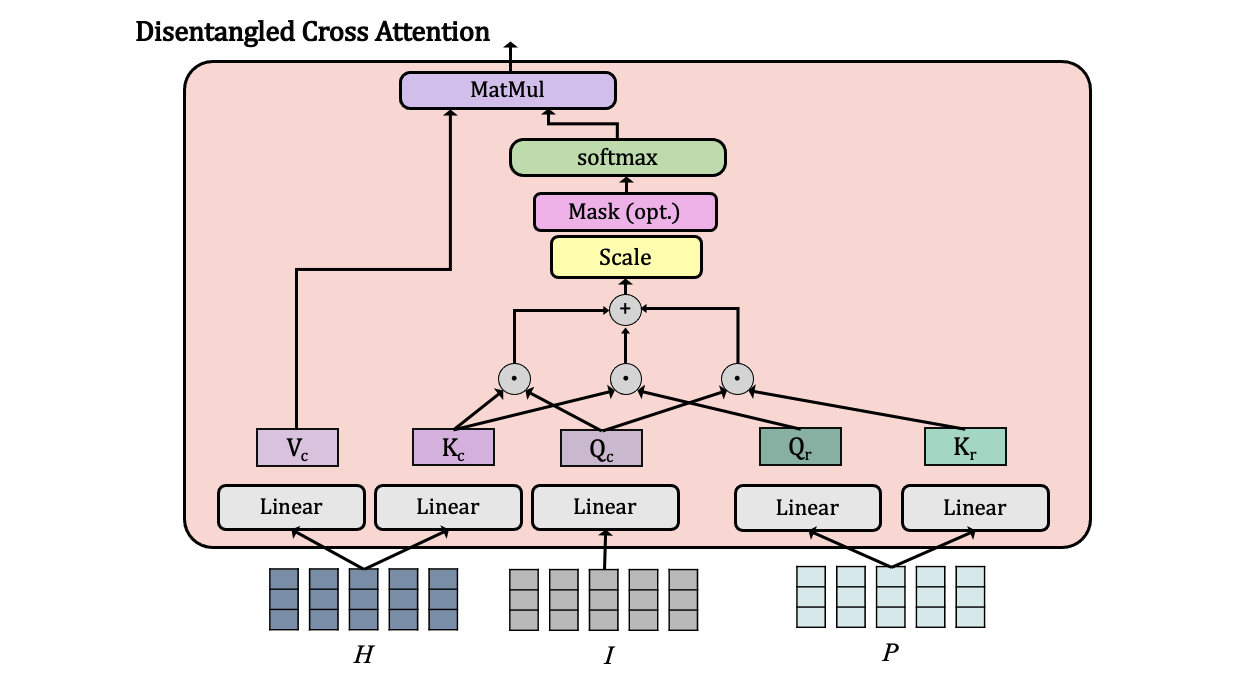 Disentangled Cross Attention
MatMul
softmax
Mask (opt.)
Scale
+
V_c K_c Q_c Q_r K_r
Linear Linear Linear Linear Linear
H I P